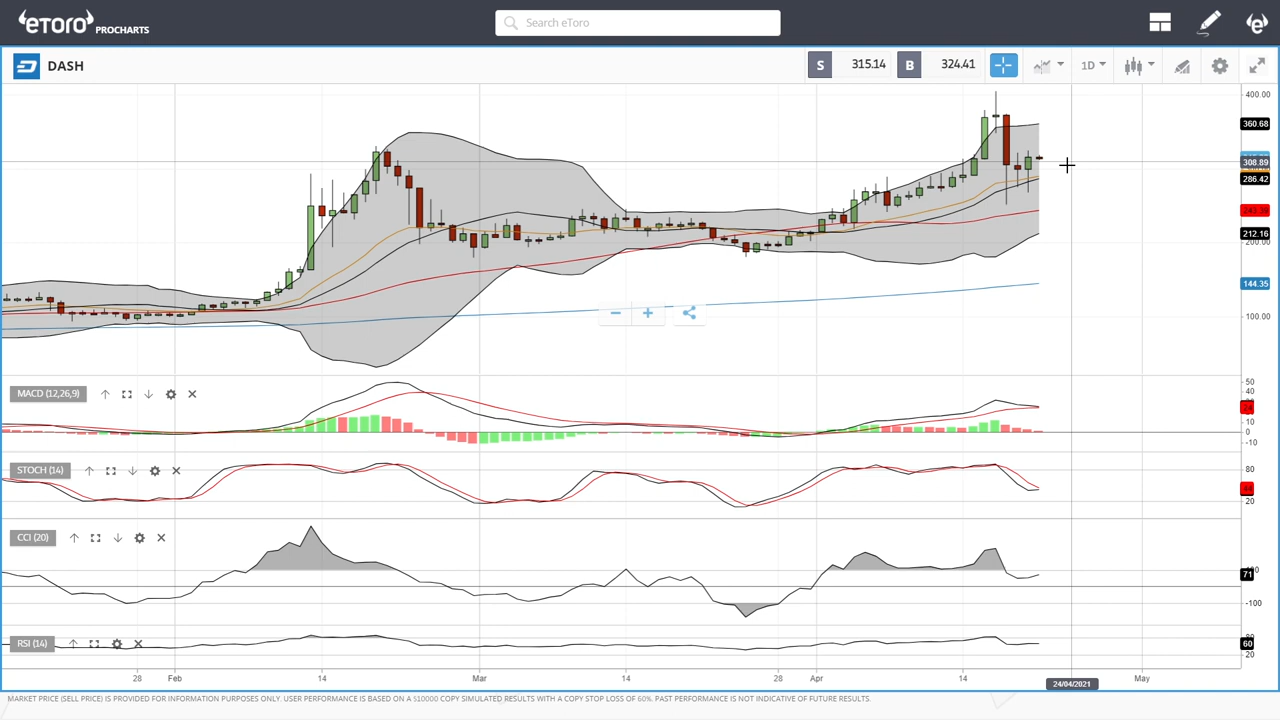 eToro PROCHARTS
Search eToro
DASH
S 315.14 B 324.41
1D
400.00
360.68
308.89
286.42
212.16
200.00
144.35
100.00
MACD (12,26,9)
50
40
10
0
-10
STOCH (14)
80
20
CCI (20)
71
-100
RSI (14)
60
20
28 Feb 14 Mar 14 28 Apr 14 May
24/04/2021
MARKET PRICE (SELL PRICE) IS PROVIDED FOR INFORMATION PURPOSES ONLY. USER PERFORMANCE IS BASED ON A $10000 COPY SIMULATED RESULTS WITH A COPY STOP LOSS OF 60%. PAST PERFORMANCE IS NOT INDICATIVE OF FUTURE RESULTS.